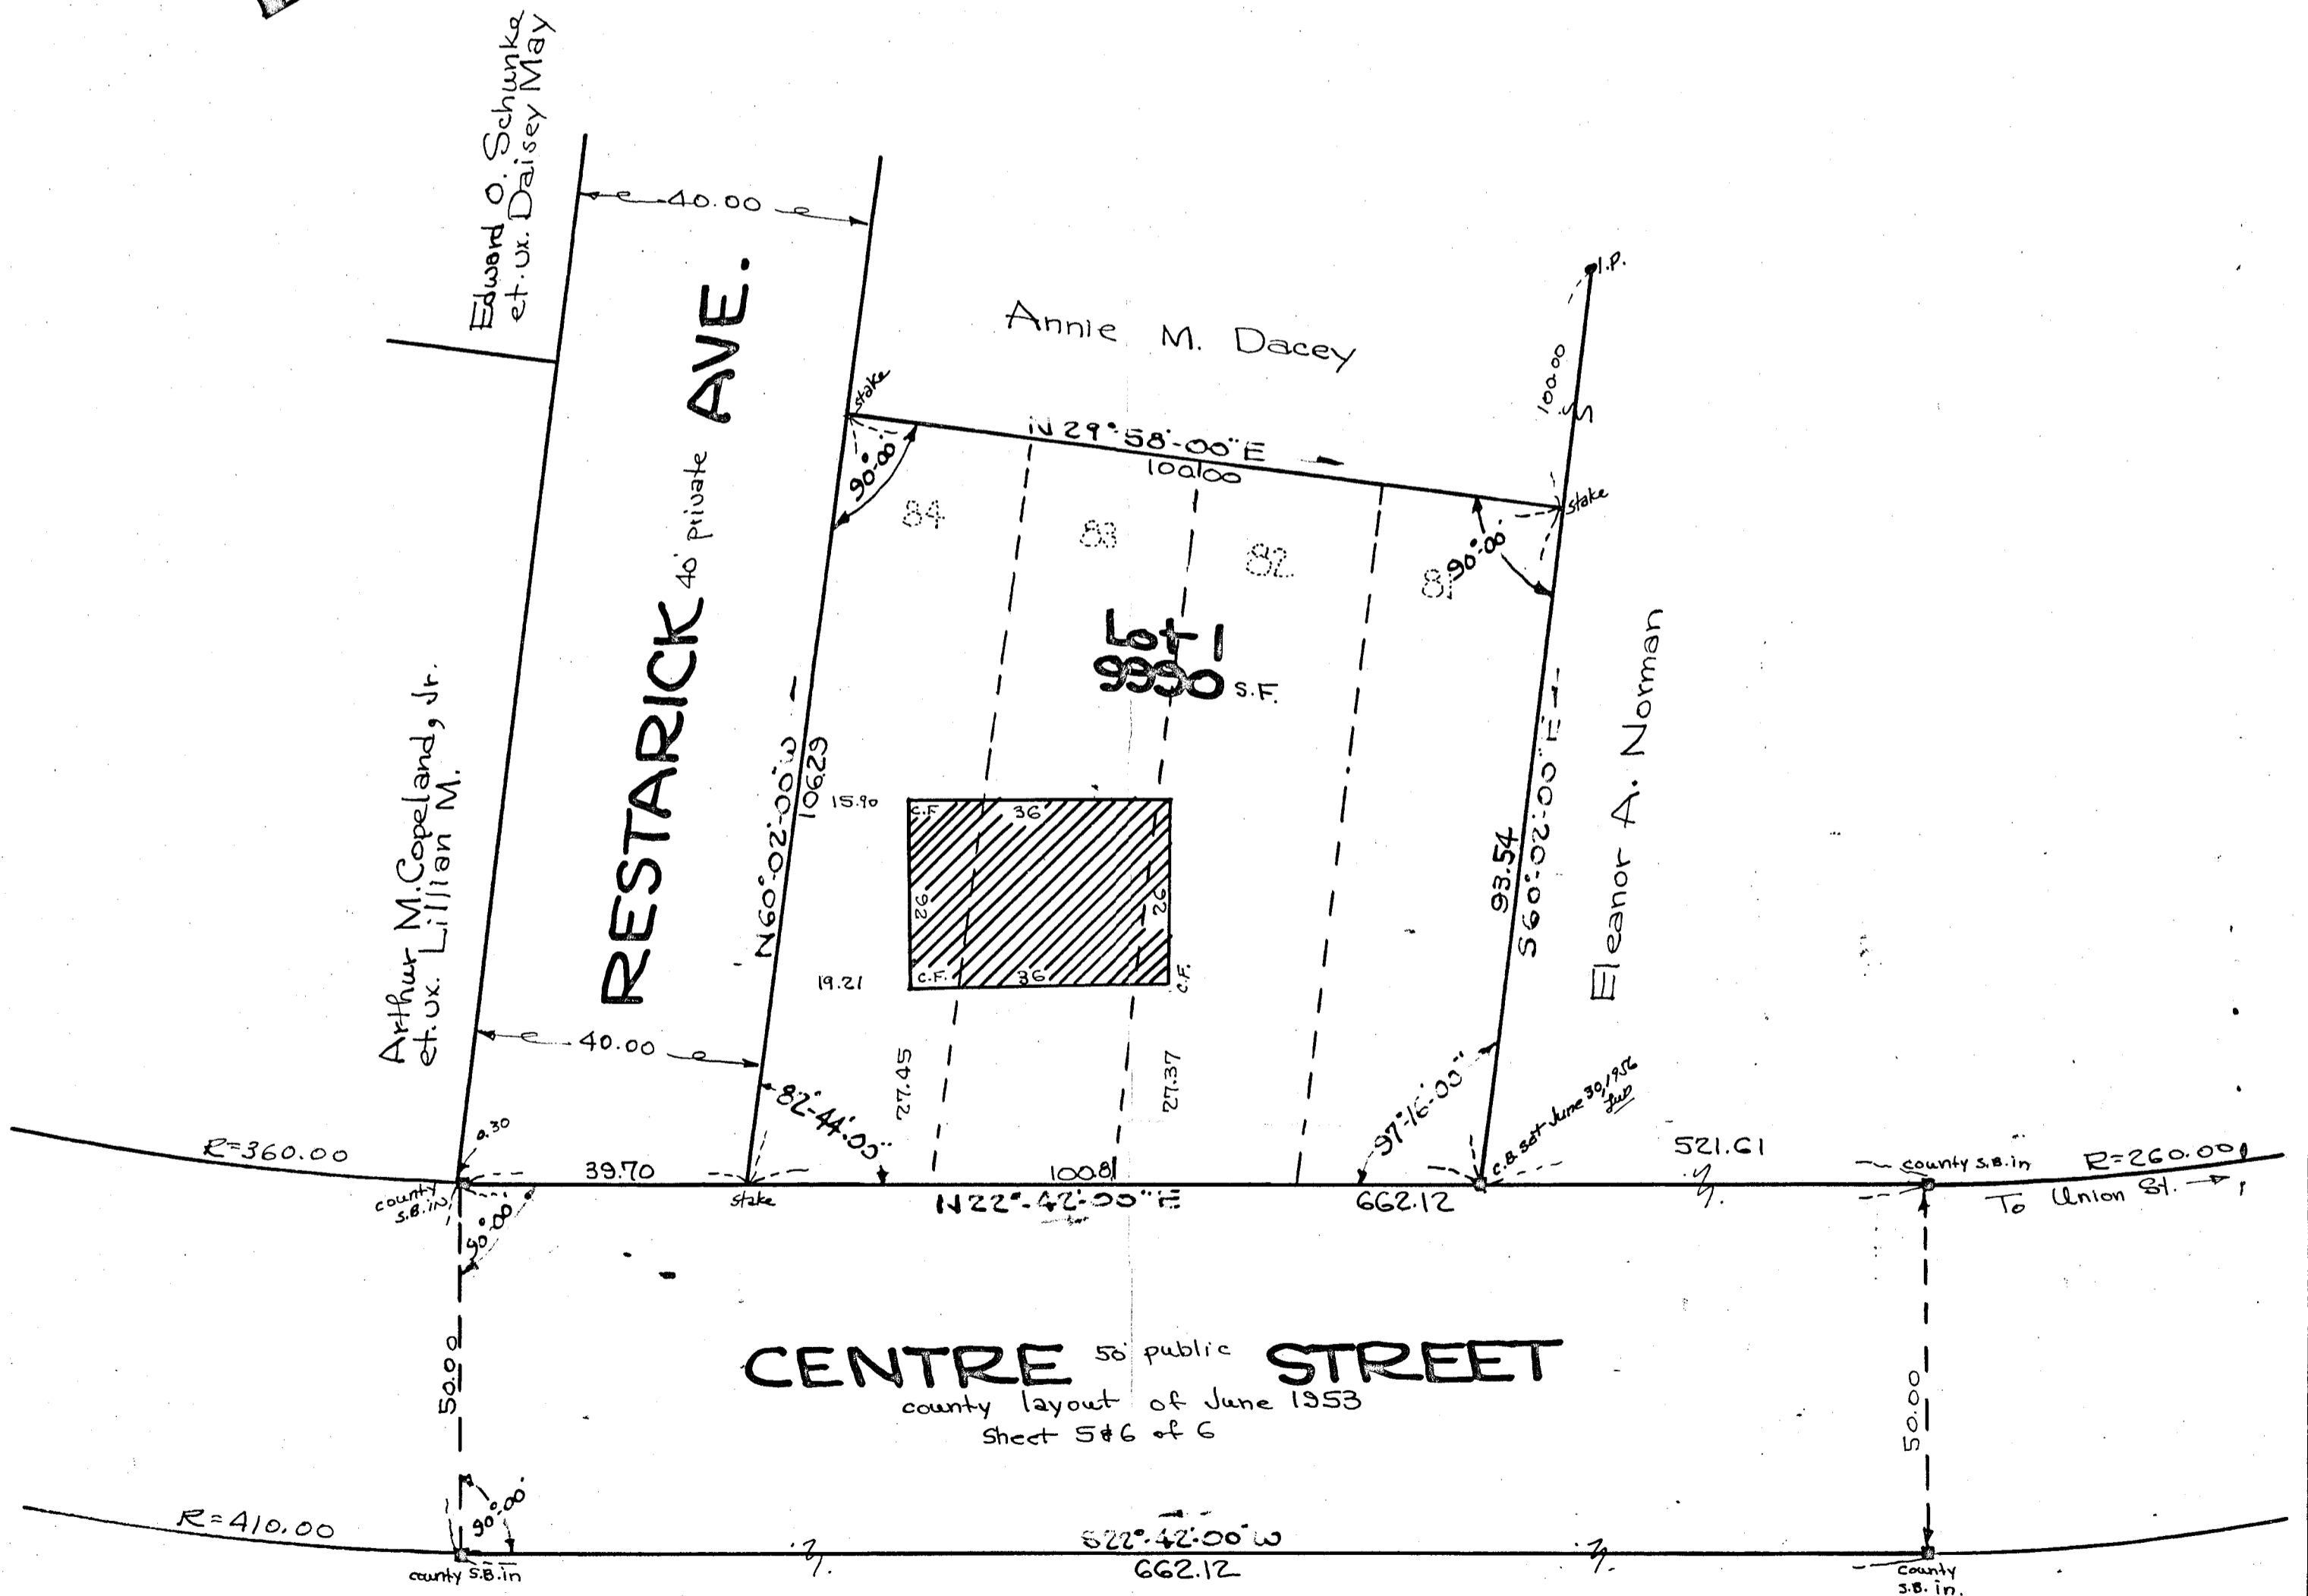 Edward O. Schunke
et. ux. Daisey May
40.00
RESTARICK 40' private AVE.
Annie M. Dacey
I.P.
100.00
stake
N 29°-58'-00" E
100.00
stake
90°-00'
90°-00'
84
83
82
81
Lot 1
9990 S.F.
N60°-02'-00" W
106.29
93.54
S60°-02'-00" E
Eleanor A. Norman
Arthur M. Copeland, Jr.
et. ux. Lillian M.
15.90
C.F.
36
26
26
19.21
C.F.
36
C.F.
40.00
27.45
27.37
82°-44'-00"
97°-16'-00"
C.B. set June 30, 1956
R=360.00
0.30
39.70
100.81
521.61
county S.B. in
R=260.00
county
S.B. IN
stake
N22°-42'-00" E
662.12
To Union St.
90°-00'
50.00
50.00
CENTRE 50' public STREET
county layout of June 1953
Sheet 5&6 of 6
R=410.00
90°-00'
S22°-42'-00" W
662.12
county S.B. in
county
S.B. in.